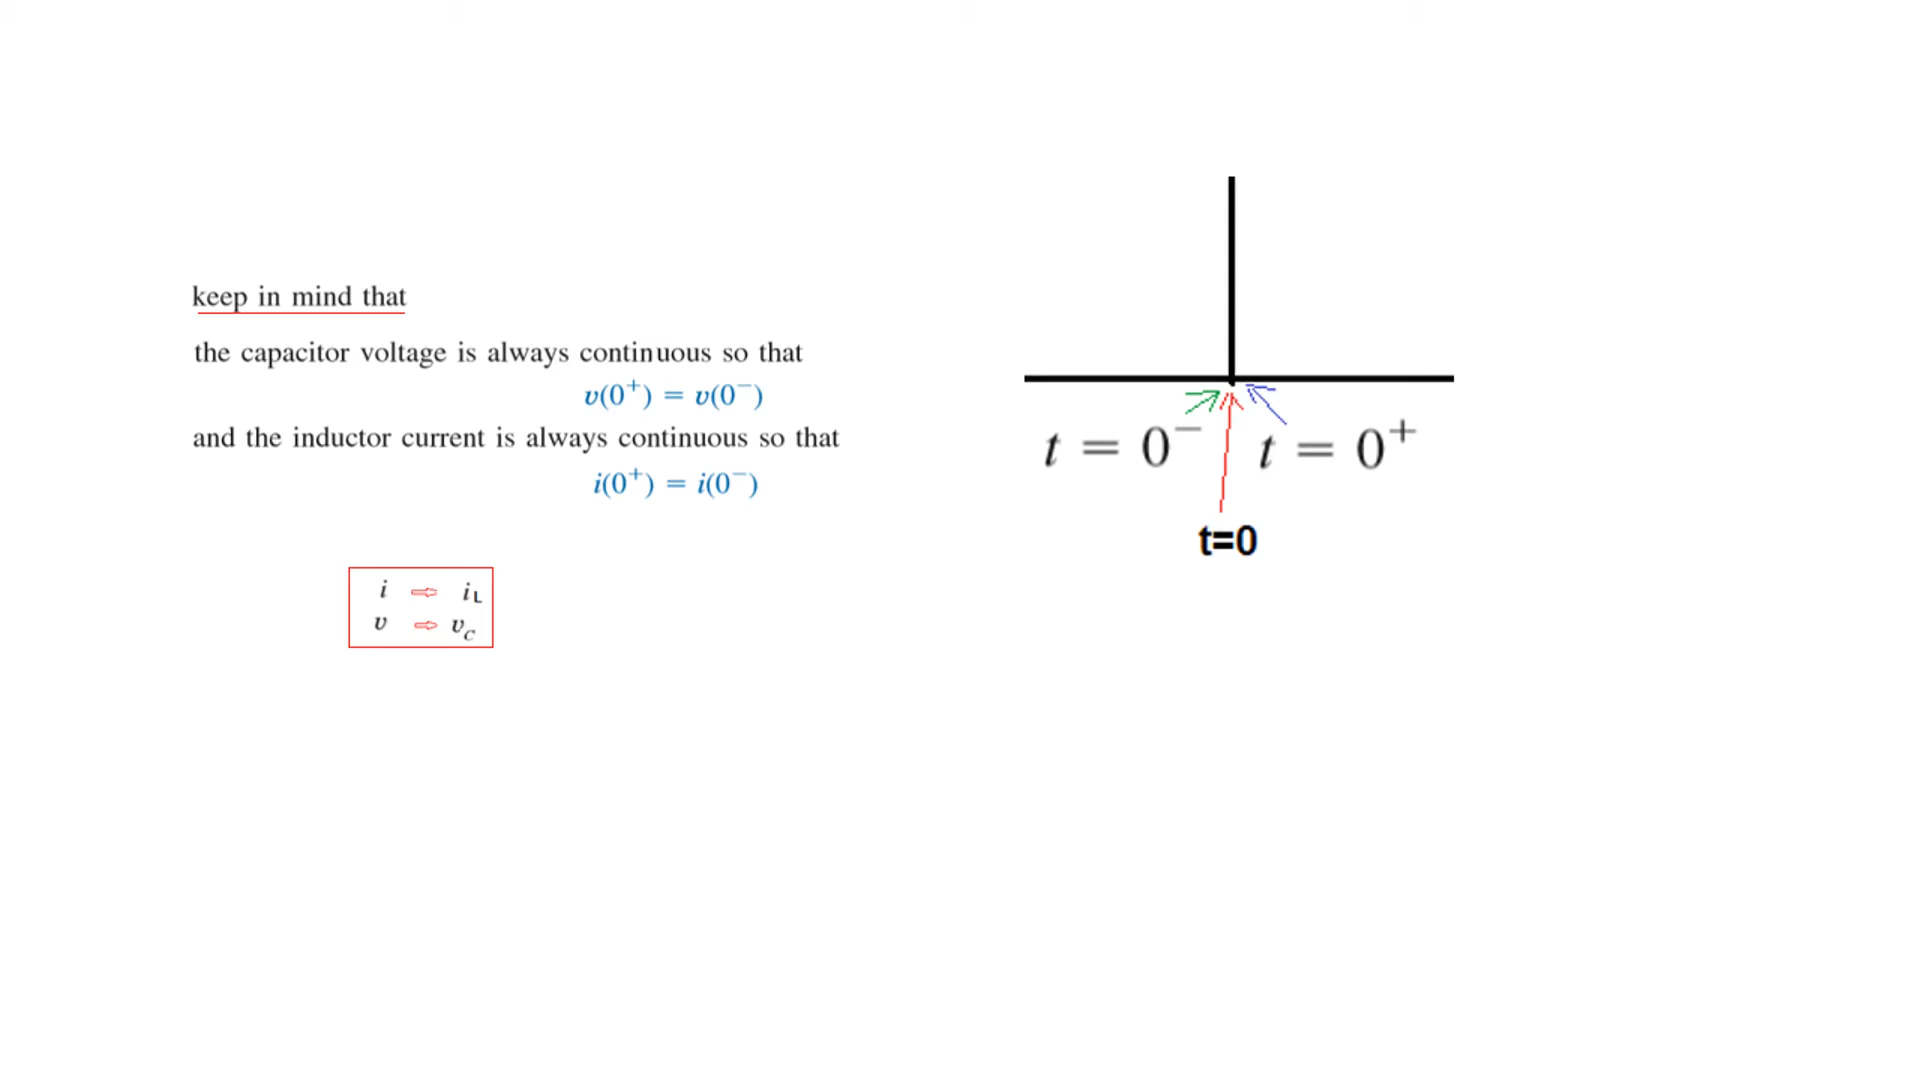 keep in mind that
the capacitor voltage is always continuous so that
v(0⁺) = v(0⁻)
and the inductor current is always continuous so that
i(0⁺) = i(0⁻)
i ⇨ iL
v ⇨ vC
t = 0⁻
t = 0⁺
t=0